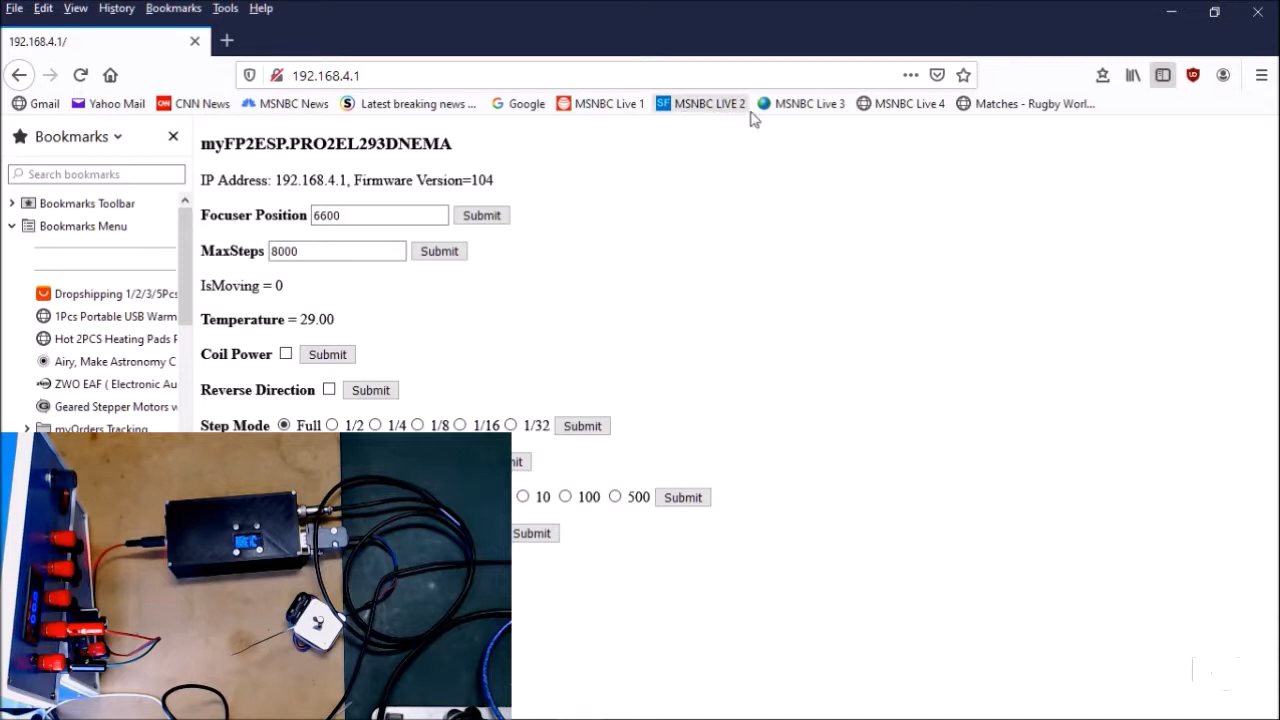 File Edit View History Bookmarks Tools Help
192.168.4.1/
192.168.4.1
Gmail Yahoo Mail CNN News MSNBC News Latest breaking news ... Google MSNBC Live 1 MSNBC LIVE 2 MSNBC Live 3 MSNBC Live 4 Matches - Rugby Worl...
Bookmarks
Search bookmarks
Bookmarks Toolbar
Bookmarks Menu
Dropshipping 1/2/3/5Pcs
1Pcs Portable USB Warm
Hot 2PCS Heating Pads F
Airy, Make Astronomy C
ZWO EAF ( Electronic Au
Geared Stepper Motors w
myOrders Tracking
myFP2ESP.PRO2EL293DNEMA
IP Address: 192.168.4.1, Firmware Version=104
Focuser Position 6600 Submit
MaxSteps 8000 Submit
IsMoving = 0
Temperature = 29.00
Coil Power Submit
Reverse Direction Submit
Step Mode Full 1/2 1/4 1/8 1/16 1/32 Submit
mit
10 100 500 Submit
Submit